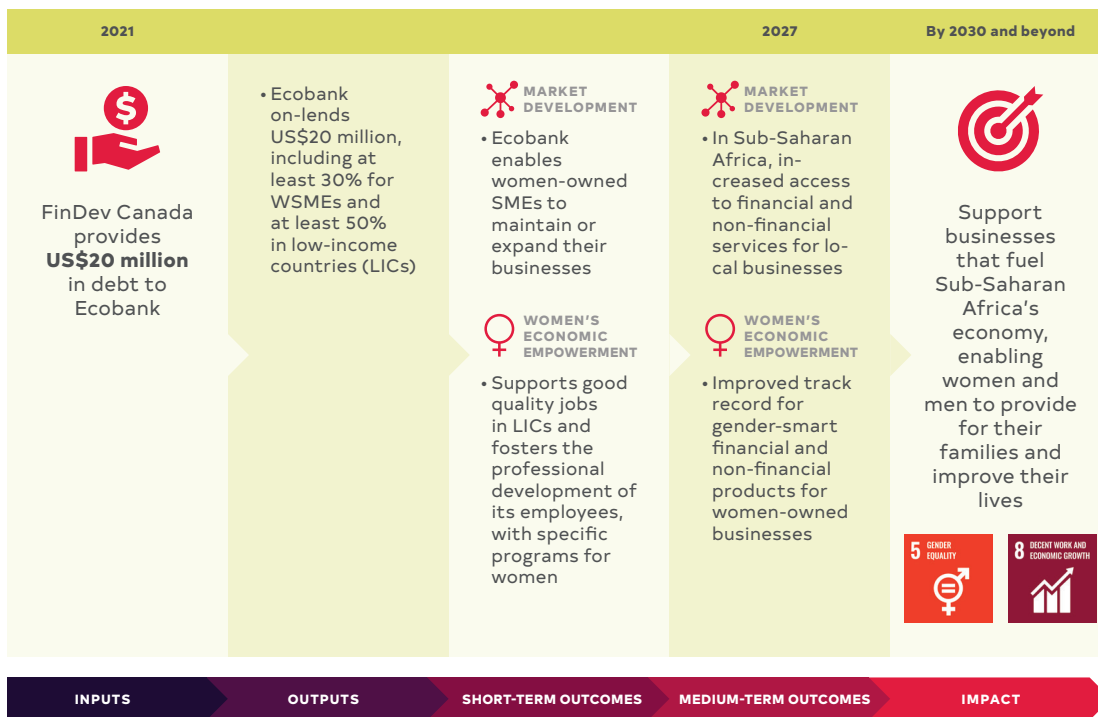 2021
2027
By 2030 and beyond
FinDev Canada
provides
US$20 million
in debt to
Ecobank
• Ecobank
on-lends
US$20 million,
including at
least 30% for
WSMEs and
at least 50%
in low-income
countries (LICs)
MARKET
DEVELOPMENT
• Ecobank
enables
women-owned
SMEs to
maintain or
expand their
businesses
WOMEN'S
ECONOMIC
EMPOWERMENT
• Supports good
quality jobs
in LICs and
fosters the
professional
development of
its employees,
with specific
programs for
women
MARKET
DEVELOPMENT
• In Sub-Saharan
Africa, in-
creased access
to financial and
non-financial
services for lo-
cal businesses
WOMEN'S
ECONOMIC
EMPOWERMENT
• Improved track
record for
gender-smart
financial and
non-financial
products for
women-owned
businesses
Support
businesses
that fuel
Sub-Saharan
Africa's
economy,
enabling
women and
men to provide
for their
families and
improve their
lives
5 GENDER
EQUALITY
8 DECENT WORK AND
ECONOMIC GROWTH
INPUTS
OUTPUTS
SHORT-TERM OUTCOMES
MEDIUM-TERM OUTCOMES
IMPACT